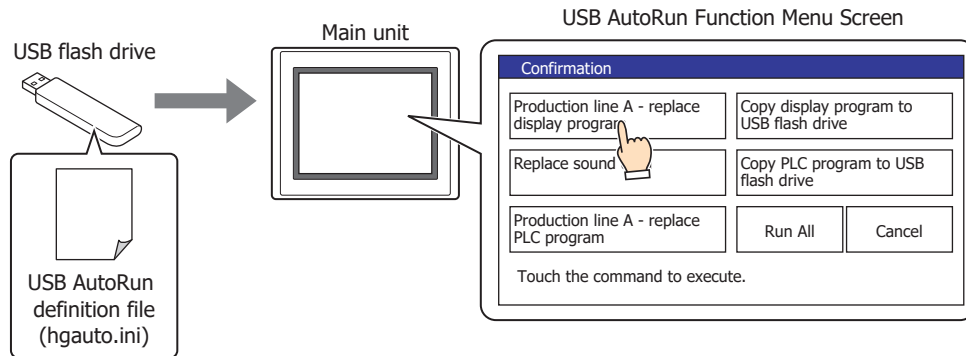 USB AutoRun Function Menu Screen
Main unit
USB flash drive
Confirmation
Production line A - replace
display program
Copy display program to
USB flash drive
Replace sound
Copy PLC program to USB
flash drive
Production line A - replace
PLC program
Run All
Cancel
Touch the command to execute.
USB AutoRun
definition file
(hgauto.ini)